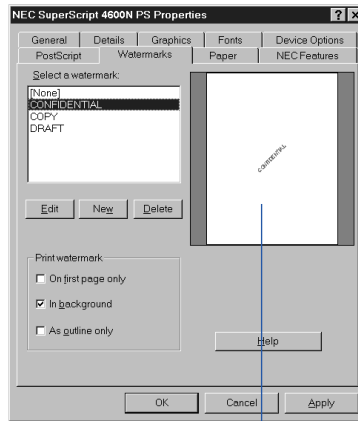 NEC SuperScript 4600N PS Properties
General Details Graphics Fonts Device Options
PostScript Watermarks Paper NEC Features
Select a watermark:
[None]
CONFIDENTIAL
COPY
DRAFT
CONFIDENTIAL
Edit New Delete
Print watermark
On first page only
In background
As outline only
Help
OK Cancel Apply